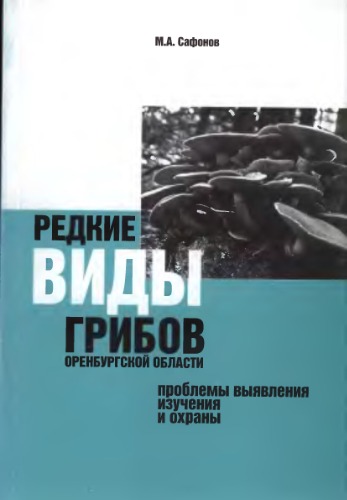 М.А. Сафонов
РЕДКИЕ
ВИДЫ
ГРИБОВ
ОРЕНБУРГСКОЙ ОБЛАСТИ
проблемы выявления
изучения
и охраны